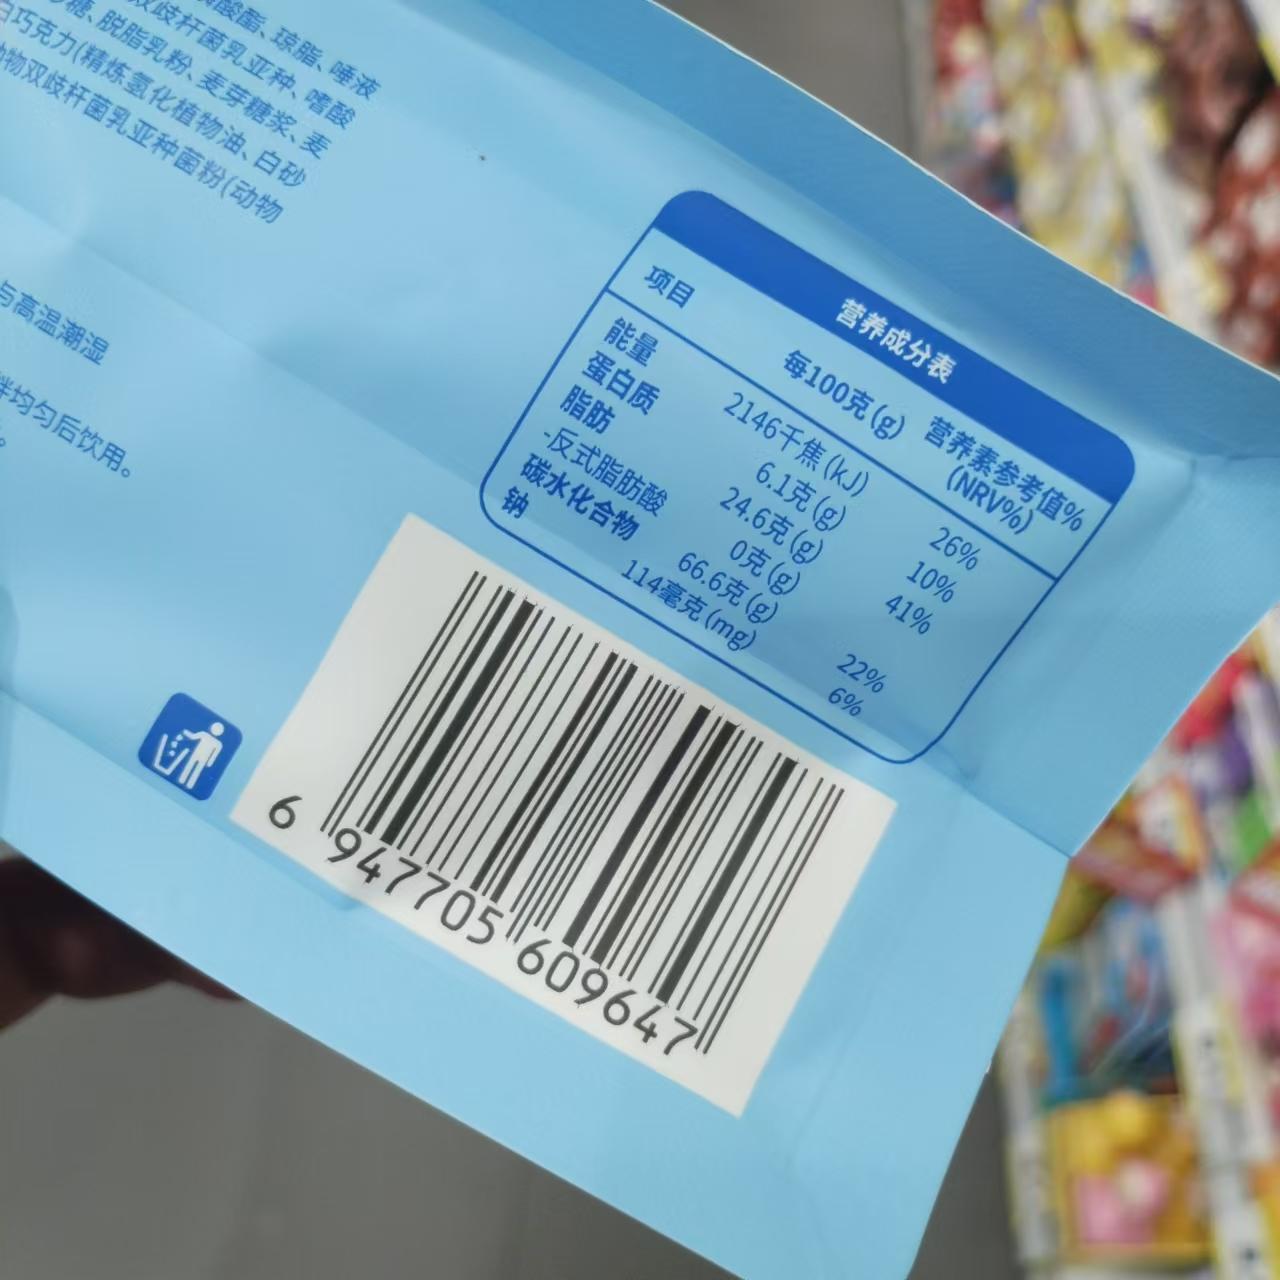 酸酯、琼脂、唾液
双歧杆菌乳亚种、嗜酸
糖、脱脂乳粉、麦芽糖浆、麦
巧克力(精炼氢化植物油、白砂
物双歧杆菌乳亚种菌粉(动物
与高温潮湿
拌均匀后饮用。
营养成分表
项目 每100克(g) 营养素参考值%
(NRV%)
能量 2146千焦(kJ) 26%
蛋白质 6.1克(g) 10%
脂肪 24.6克(g) 41%
-反式脂肪酸 0克(g)
碳水化合物 66.6克(g) 22%
钠 114毫克(mg) 6%
6 947705 609647